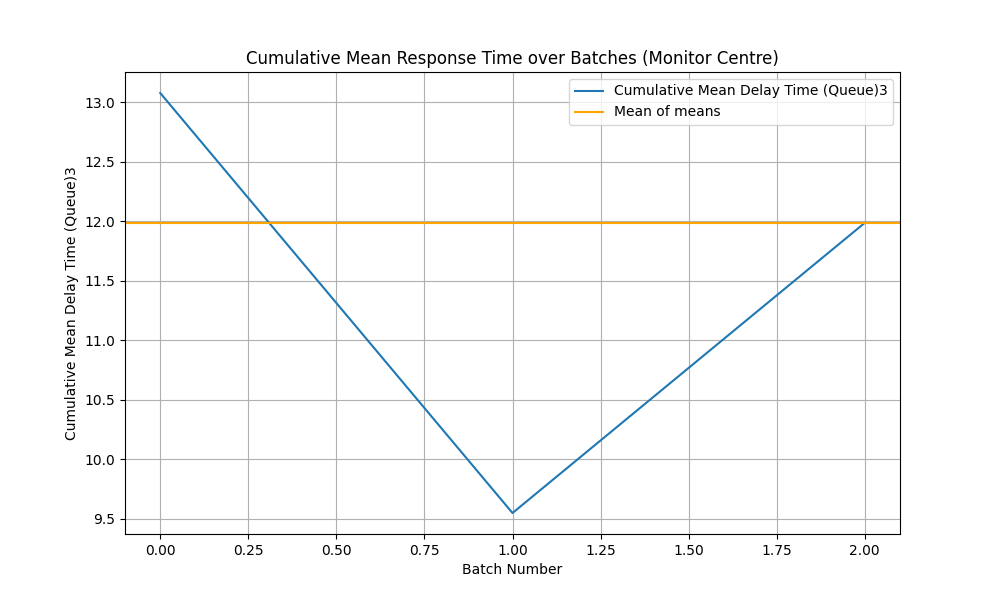 Cumulative Mean Response Time over Batches (Monitor Centre)
Cumulative Mean Delay Time (Queue)3
Mean of means
Cumulative Mean Delay Time (Queue)3
13.0
12.5
12.0
11.5
11.0
10.5
10.0
9.5
0.00 0.25 0.50 0.75 1.00 1.25 1.50 1.75 2.00
Batch Number